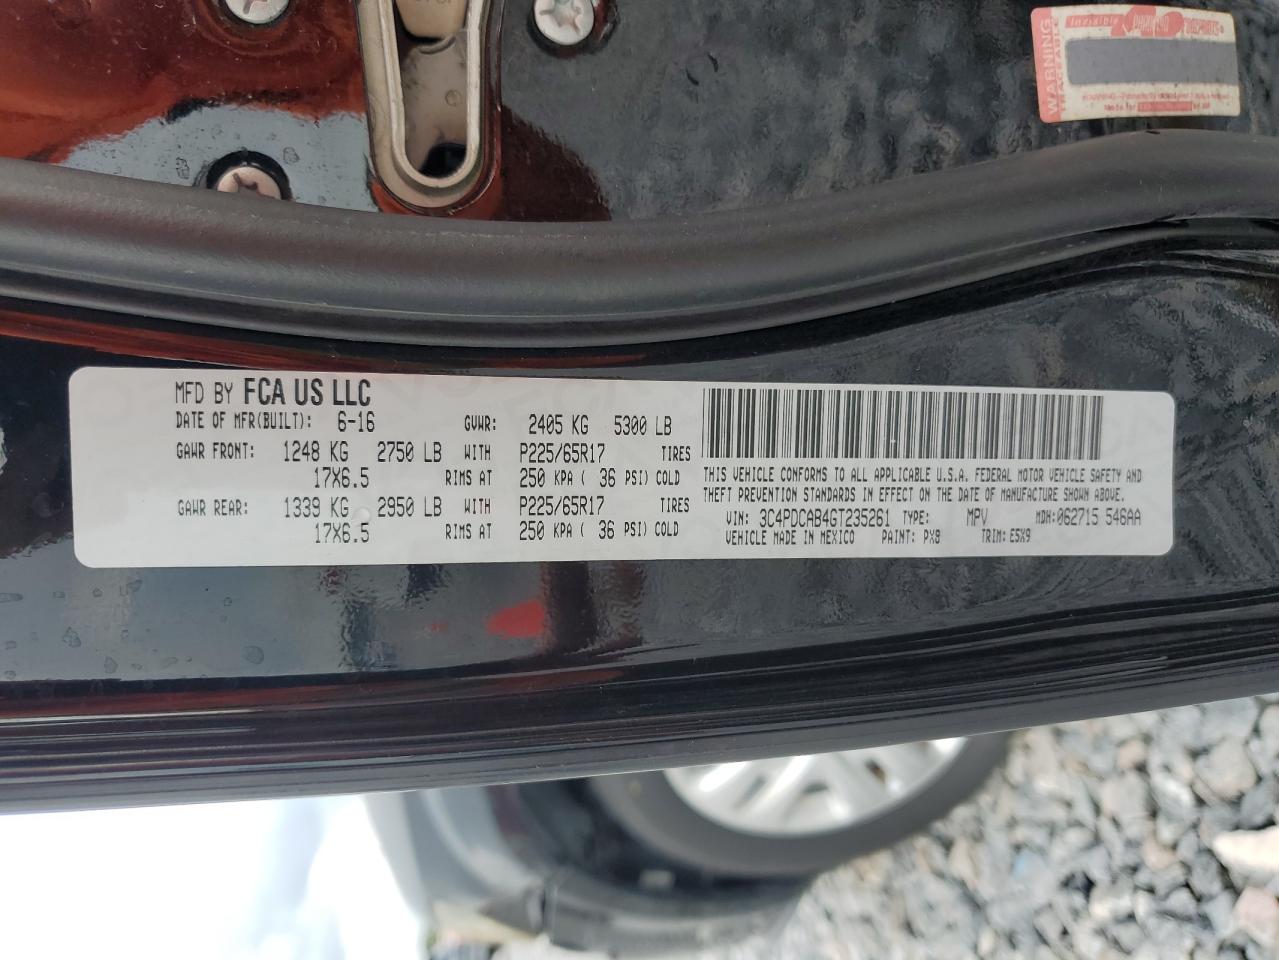 Invisible
WARNING
MFD BY FCA US LLC
DATE OF MFR(BUILT): 6-16 GVWR: 2405 KG 5300 LB
GAWR FRONT: 1248 KG 2750 LB WITH P225/65R17 TIRES
17X6.5 RIMS AT 250 KPA ( 36 PSI) COLD
GAWR REAR: 1339 KG 2950 LB WITH P225/65R17 TIRES
17X6.5 RIMS AT 250 KPA ( 36 PSI) COLD
THIS VEHICLE CONFORMS TO ALL APPLICABLE U.S.A. FEDERAL MOTOR VEHICLE SAFETY AND
THEFT PREVENTION STANDARDS IN EFFECT ON THE DATE OF MANUFACTURE SHOWN ABOVE.
VIN: 3C4PDCAB4GT235261 TYPE: MPV MDH:062715 546AA
VEHICLE MADE IN MEXICO PAINT: PX8 TRIM: E5X9